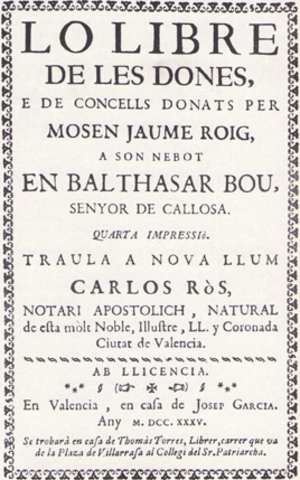 LO LIBRE
DE LES DONES,
E DE CONCELLS DONATS PER
MOSEN JAUME ROIG,
A SON NEBOT
EN BALTHASAR BOU,
SENYOR DE CALLOSA.
QUARTA IMPRESSIÒ.
TRAULA A NOVA LLUM
CARLOS RÒS,
NOTARI APOSTOLICH, NATURAL
de eſta mòlt Noble, Illuſtre, LL. y Coronada
Ciutat de Valencia.
AB LLICENCIA.
En Valencia, en caſa de JOSEP GARCIA.
Any M. DCC. XXXV.
Se trobarà en caſa de Thomàs Torres, Librer, carrer que va
de la Plaza de Villarraſa al Collegi del Sr. Patriarcha.